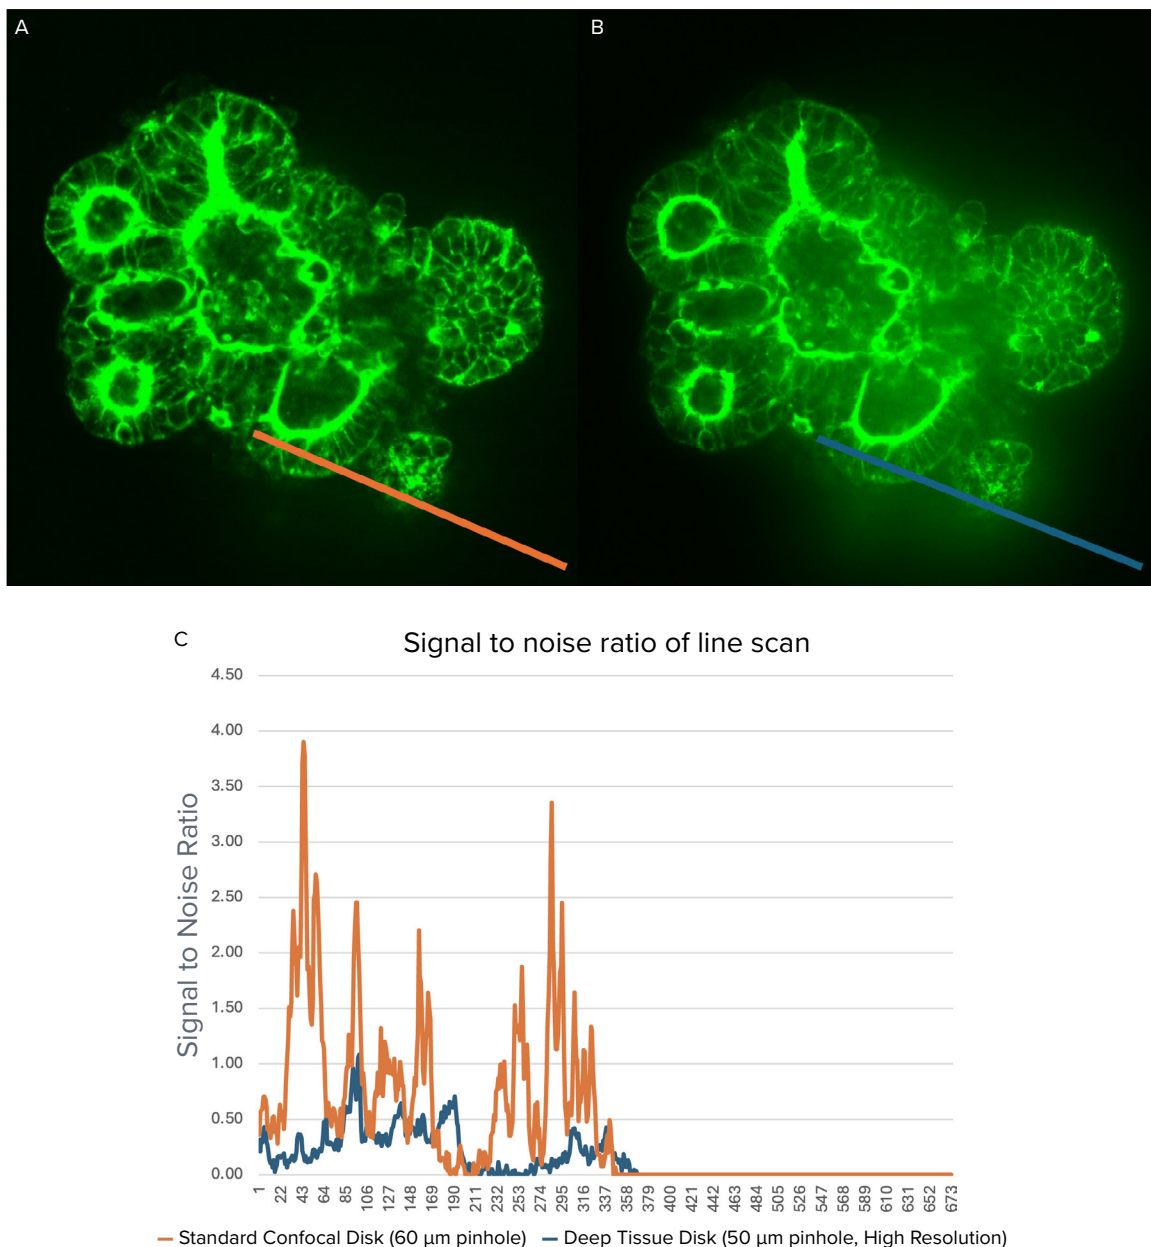 A
B
C
Signal to noise ratio of line scan
Signal to Noise Ratio
4.50
4.00
3.50
3.00
2.50
2.00
1.50
1.00
0.50
0.00
1 22 43 64 85 106 127 148 169 190 211 232 253 274 295 316 337 358 379 400 421 442 463 484 505 526 547 568 589 610 631 652 673
Standard Confocal Disk (60 μm pinhole) Deep Tissue Disk (50 μm pinhole, High Resolution)